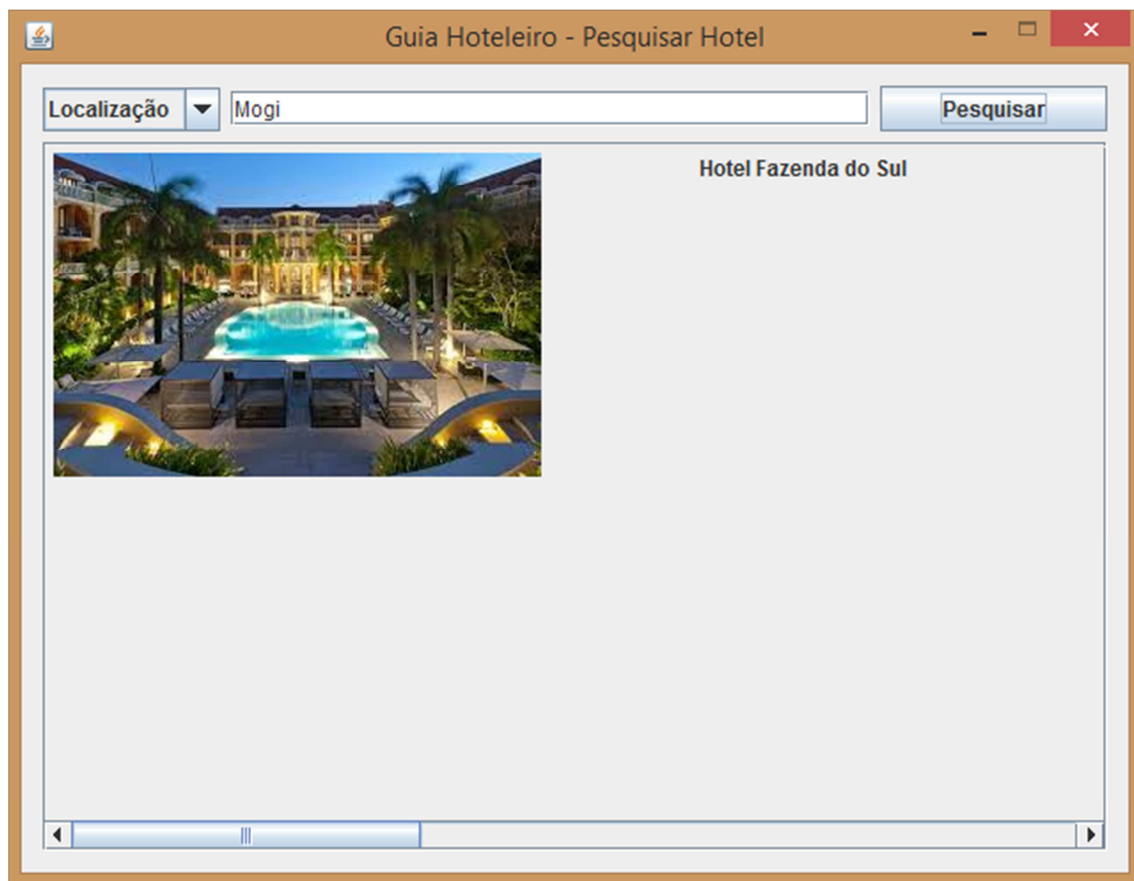 Guia Hoteleiro - Pesquisar Hotel
Localização
Mogi
Pesquisar
Hotel Fazenda do Sul